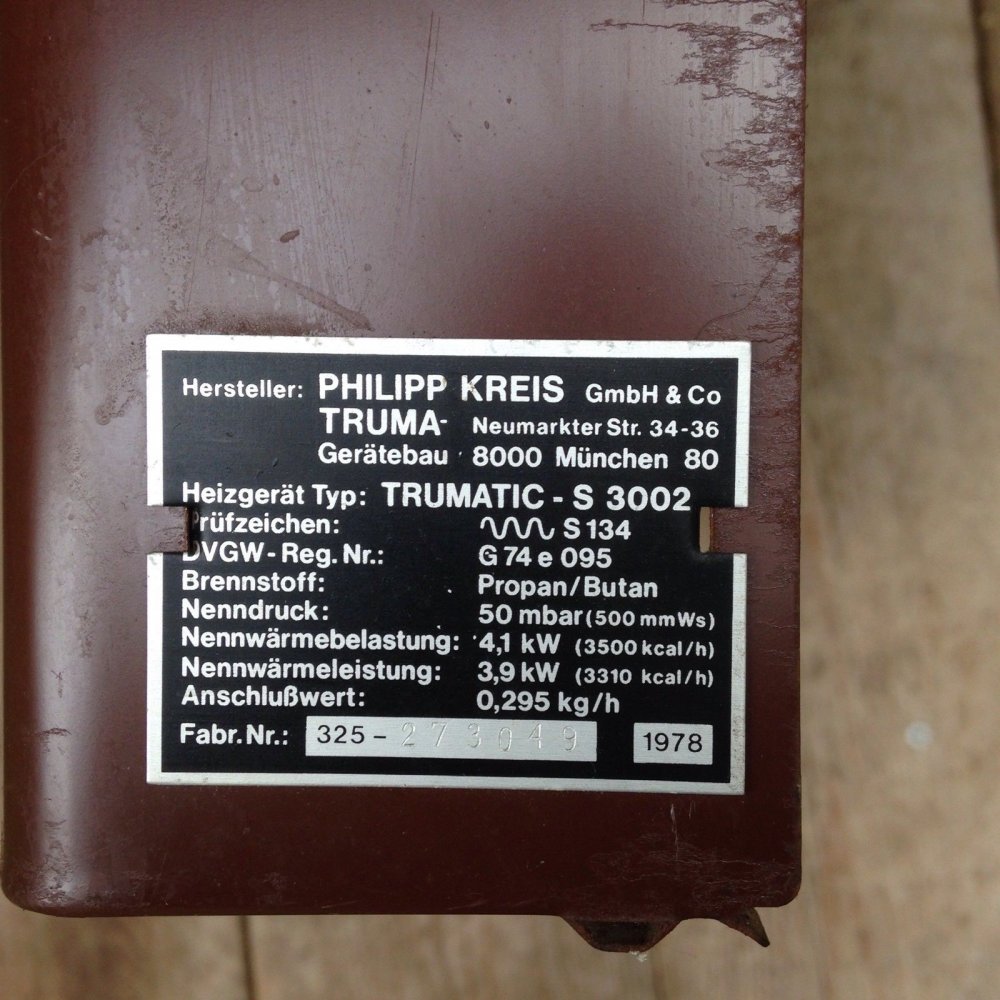 Hersteller: PHILIPP KREIS GmbH & Co
TRUMA- Neumarkter Str. 34-36
Gerätebau 8000 München 80
Heizgerät Typ: TRUMATIC - S 3002
Prüfzeichen: S 134
DVGW - Reg. Nr.: G 74 e 095
Brennstoff: Propan/Butan
Nenndruck: 50 mbar (500 mmWs)
Nennwärmebelastung: 4,1 kW (3500 kcal/h)
Nennwärmeleistung: 3,9 kW (3310 kcal/h)
Anschlußwert: 0,295 kg/h
Fabr. Nr.: 325 - 273049 1978